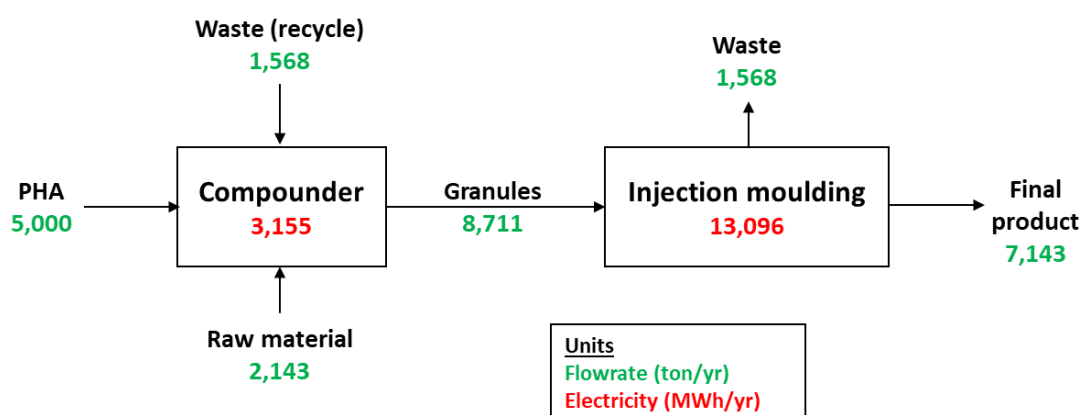 Waste (recycle)
1,568
Waste
1,568
PHA
5,000
Compounder
3,155
Granules
8,711
Injection moulding
13,096
Final
product
7,143
Raw material
2,143
Units
Flowrate (ton/yr)
Electricity (MWh/yr)